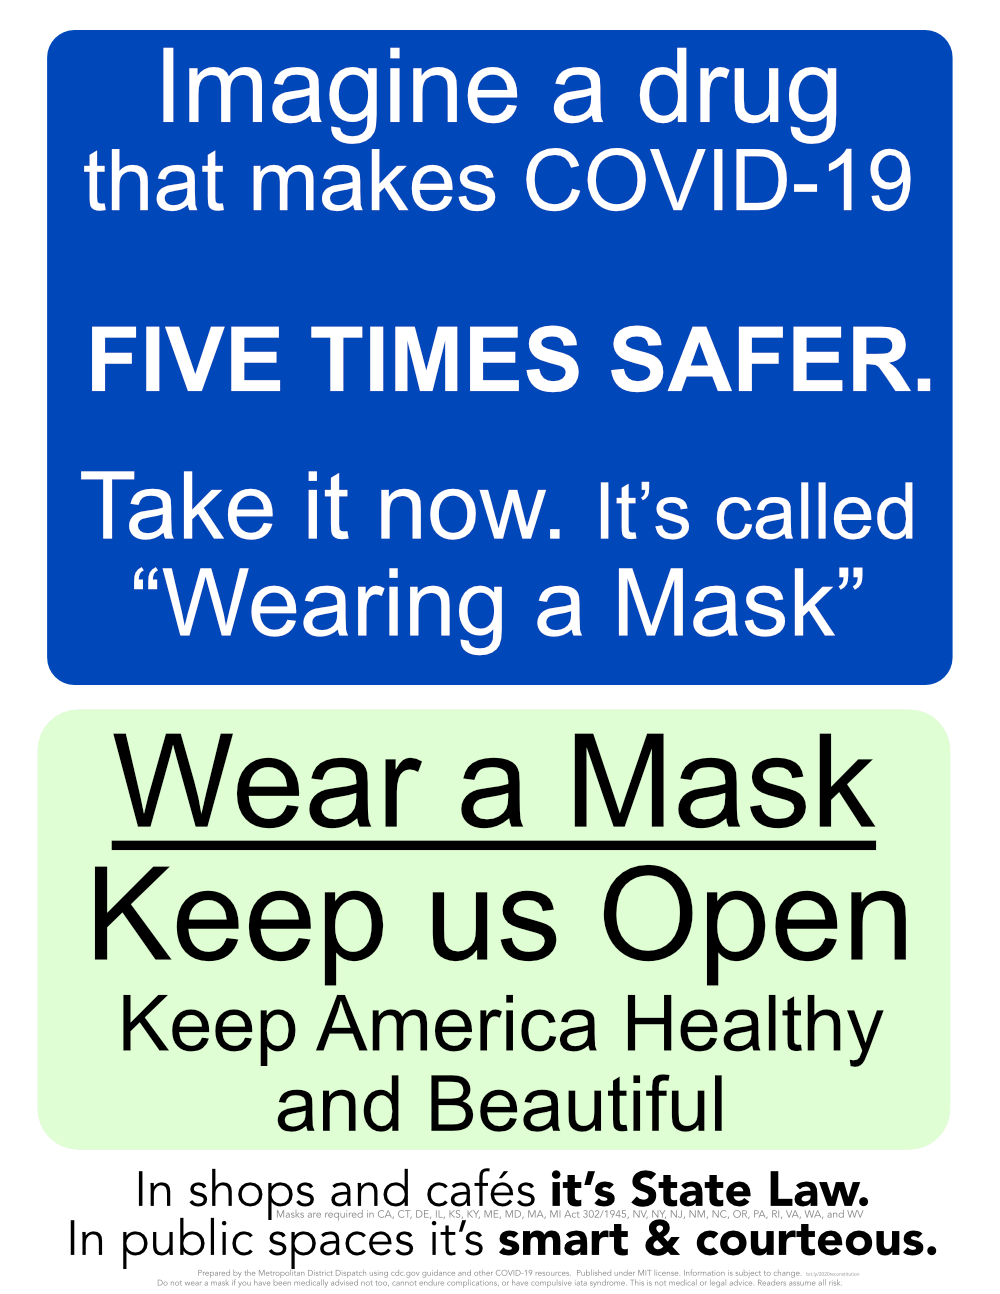 Imagine a drug
that makes COVID-19
FIVE TIMES SAFER.
Take it now. It’s called
“Wearing a Mask”
Wear a Mask
Keep us Open
Keep America Healthy
and Beautiful
In shops and cafés it’s State Law.
Masks are required in CA, CT, DE, IL, KS, KY, ME, MD, MA, MI Act 302/1945, NV, NY, NJ, NM, NC, OR, PA, RI, VA, WA, and WV
In public spaces it’s smart & courteous.
Prepared by the Metropolitan District Dispatch using cdc.gov guidance and other COVID-19 resources. Published under MIT license. Information is subject to change.
Do not wear a mask if you have been medically advised not too, cannot endure complications, or have compulsive iata syndrome. This is not medical or legal advice. Readers assume all risk.